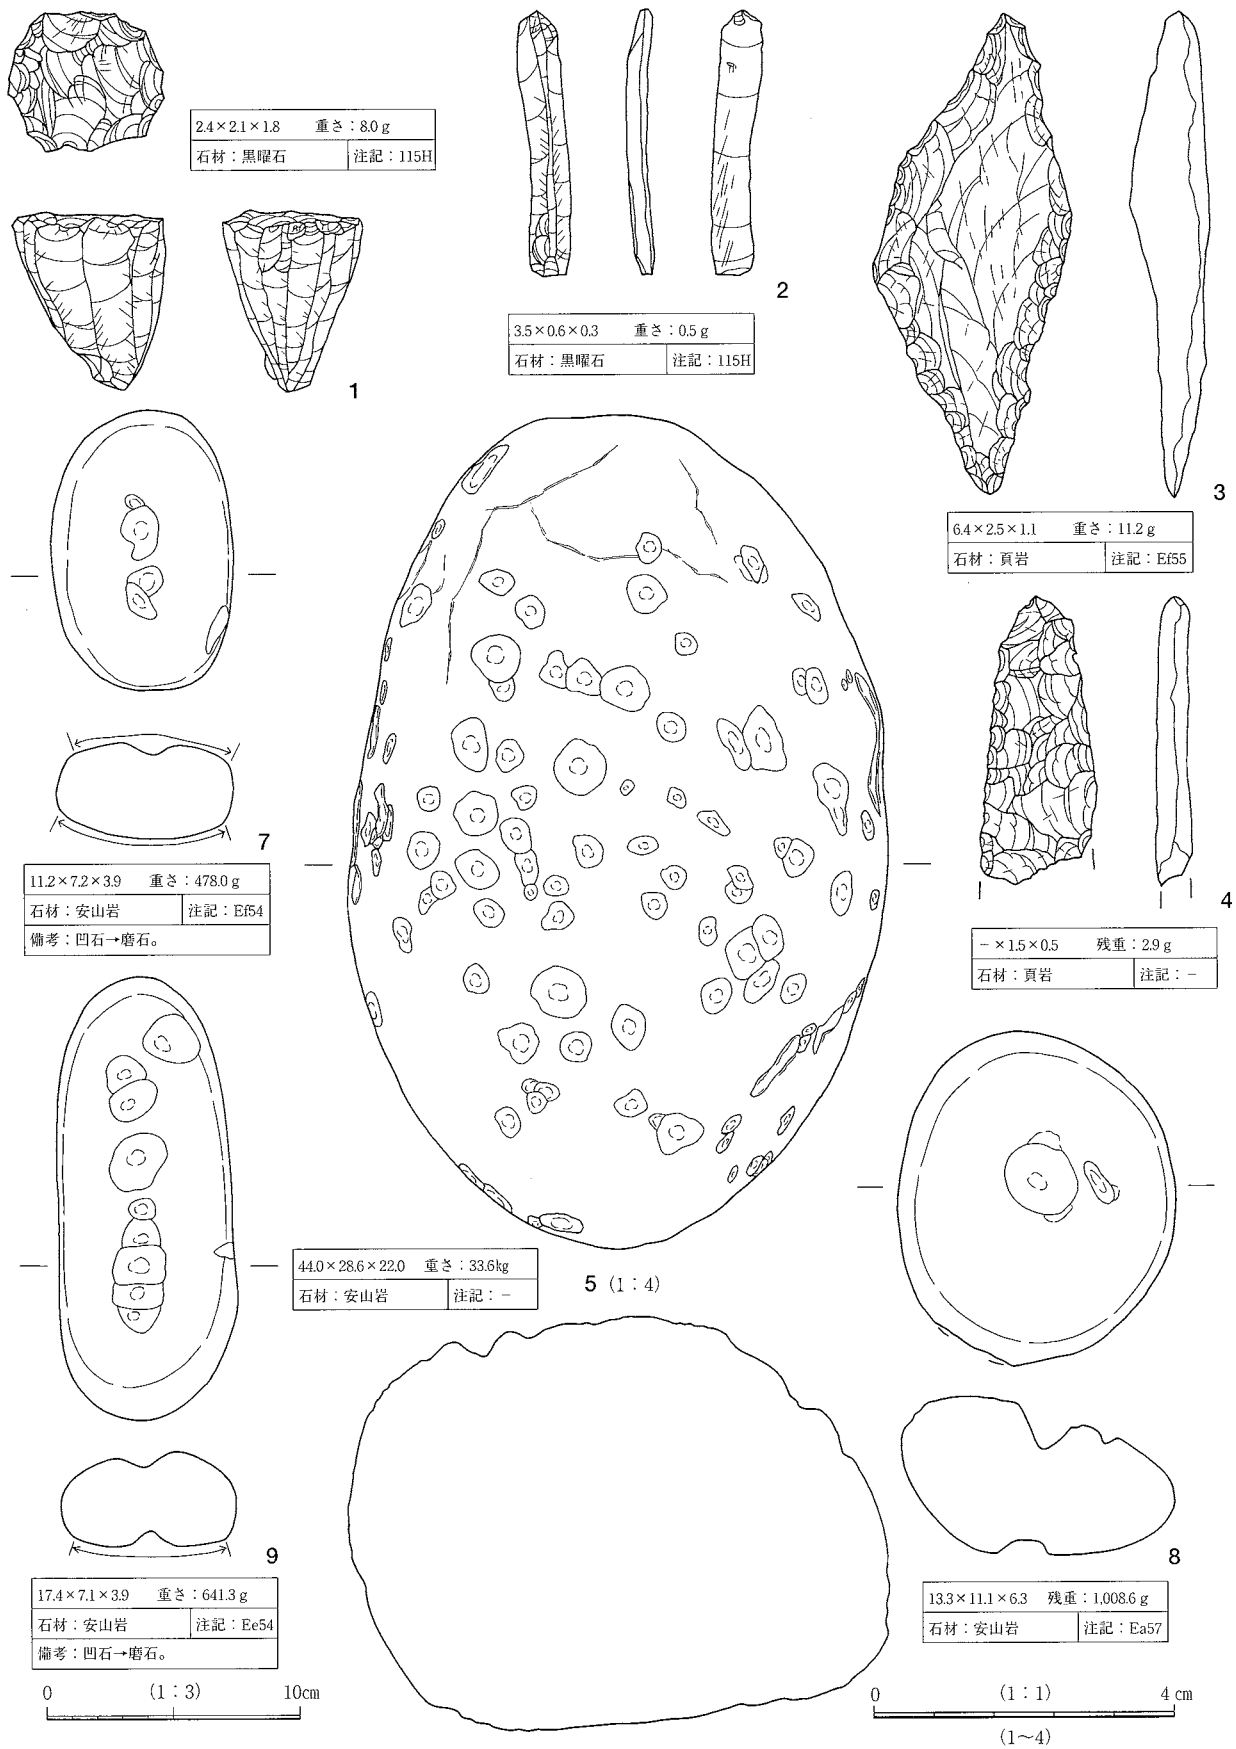 2.4×2.1×1.8 重さ：8.0 g
石材：黒曜石 注記：115H
1
2
3.5×0.6×0.3 重さ：0.5 g
石材：黒曜石 注記：115H
3
6.4×2.5×1.1 重さ：11.2 g
石材：頁岩 注記：Ef55
4
－×1.5×0.5 残重：2.9 g
石材：頁岩 注記：－
7
11.2×7.2×3.9 重さ：478.0 g
石材：安山岩 注記：Ef54
備考：凹石→磨石。
44.0×28.6×22.0 重さ：33.6kg
石材：安山岩 注記：－
5 (1：4)
8
13.3×11.1×6.3 残重：1,008.6 g
石材：安山岩 注記：Ea57
9
17.4×7.1×3.9 重さ：641.3 g
石材：安山岩 注記：Ee54
備考：凹石→磨石。
0 (1：3) 10cm
0 (1：1) 4 cm
(1〜4)